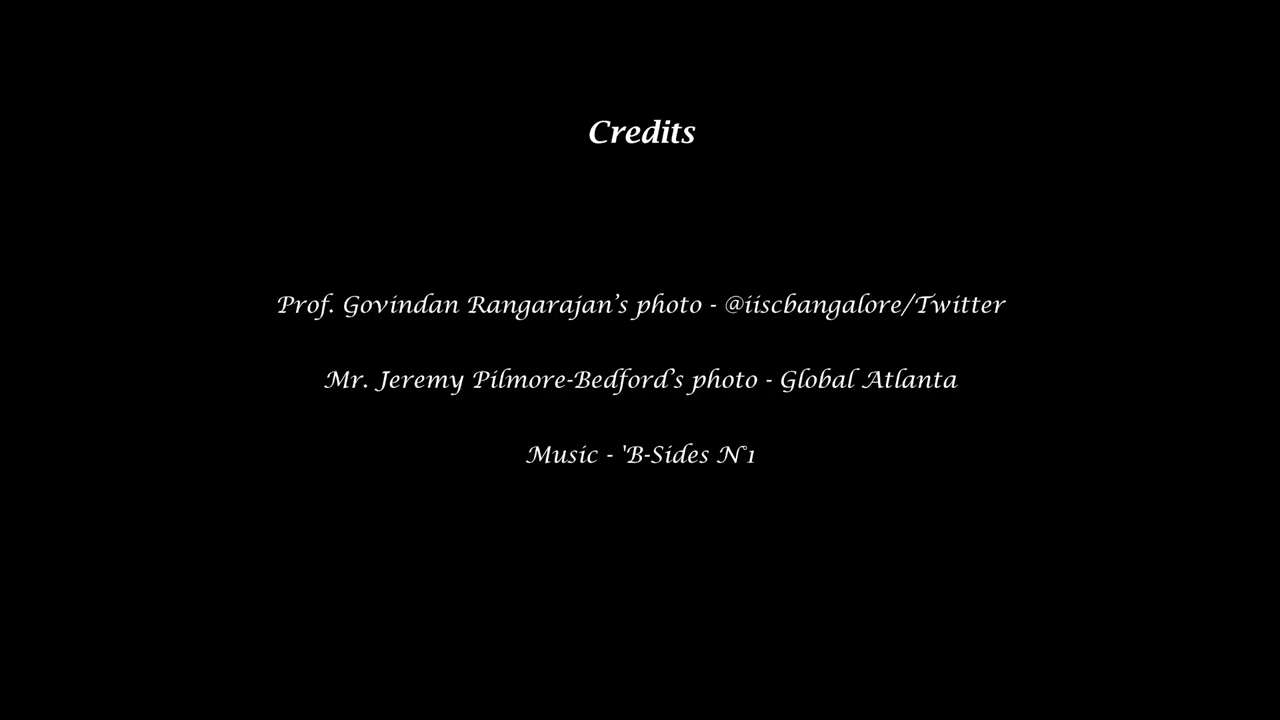 Credits
Prof. Govindan Rangarajan's photo - @iiscbangalore/Twitter
Mr. Jeremy Pilmore-Bedford's photo - Global Atlanta
Music - 'B-Sides N°1